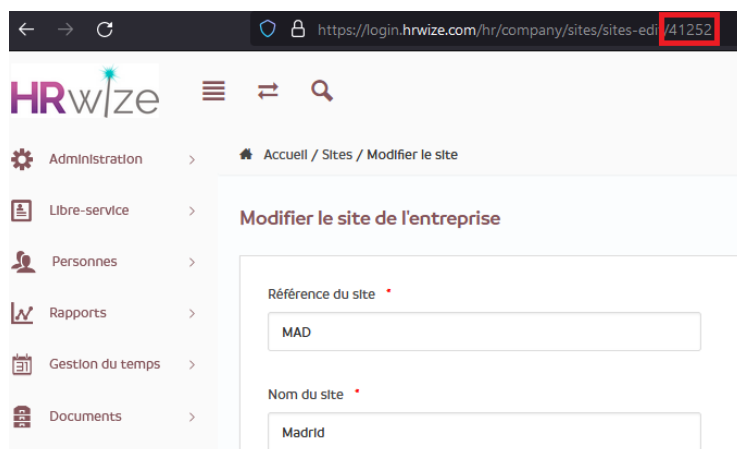 https://login.hrwize.com/hr/company/sites/sites-edi/41252
HRwize
Administration
Accueil / Sites / Modifier le site
Libre-service
Modifier le site de l'entreprise
Personnes
Référence du site *
Rapports
MAD
31
Gestion du temps
Nom du site *
Documents
Madrid